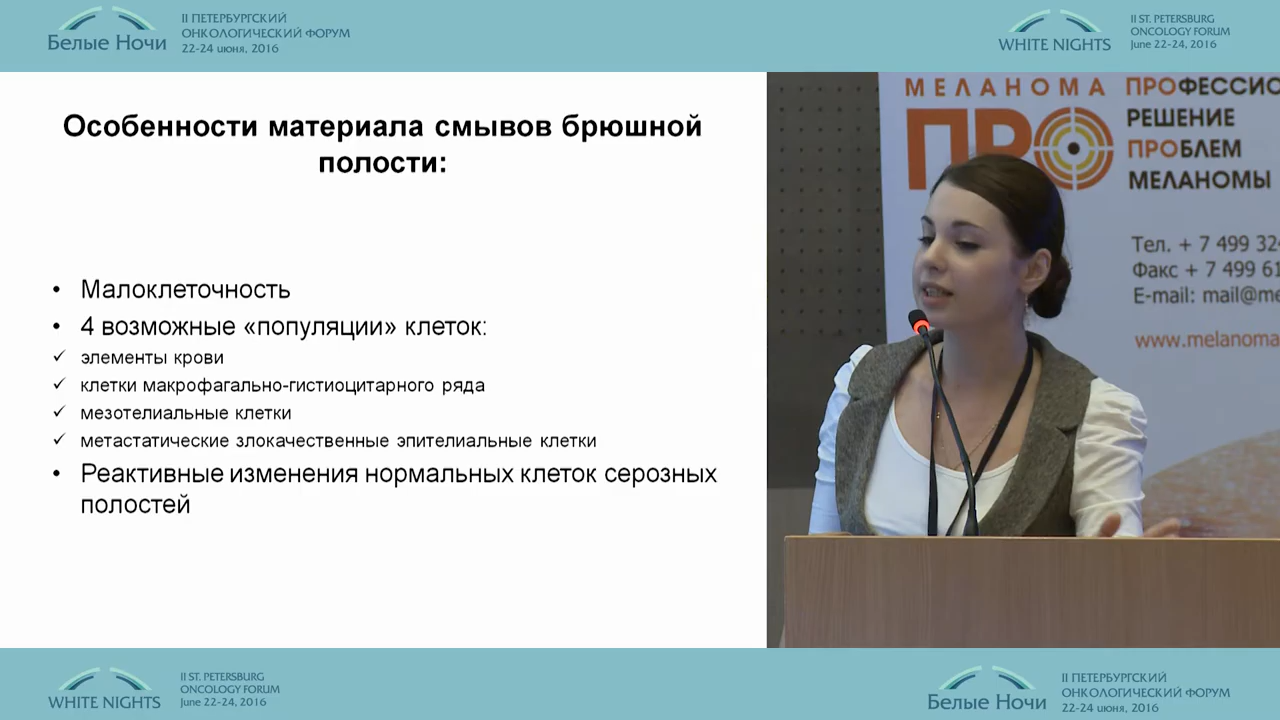 Белые Ночи
II ПЕТЕРБУРГСКИЙ
ОНКОЛОГИЧЕСКИЙ ФОРУМ
22-24 июня, 2016
WHITE NIGHTS
II ST. PETERSBURG
ONCOLOGY FORUM
June 22-24, 2016
Особенности материала смывов брюшной
полости:
• Малоклеточность
• 4 возможные «популяции» клеток:
✓ элементы крови
✓ клетки макрофагально-гистиоцитарного ряда
✓ мезотелиальные клетки
✓ метастатические злокачественные эпителиальные клетки
• Реактивные изменения нормальных клеток серозных
полостей
МЕЛАНОМА
ПРО
ПРОФЕССИО
РЕШЕНИЕ
ПРОБЛЕМ
МЕЛАНОМЫ
Тел. + 7 499 324
Факс + 7 499 61
E-mail: mail@me
www.melanoma
WHITE NIGHTS
II ST. PETERSBURG
ONCOLOGY FORUM
June 22-24, 2016
Белые Ночи
II ПЕТЕРБУРГСКИЙ
ОНКОЛОГИЧЕСКИЙ ФОРУМ
22-24 июня, 2016